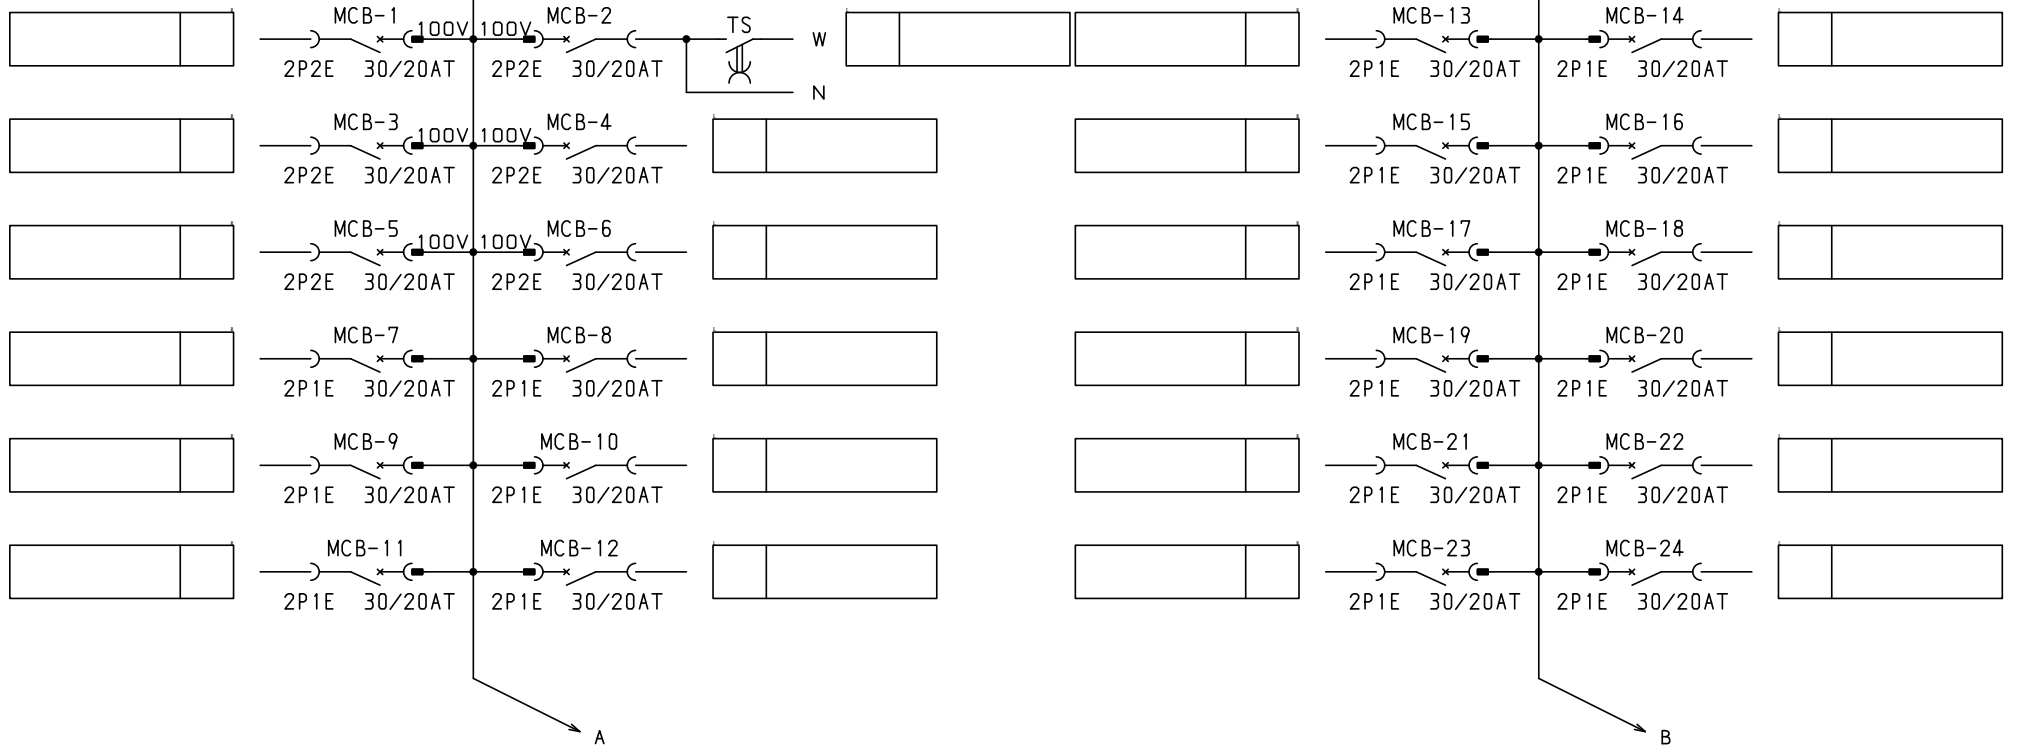 MCB-1 100V 100V MCB-2 TS W MCB-13 MCB-14
2P2E 30/20AT 2P2E 30/20AT N 2P1E 30/20AT 2P1E 30/20AT
MCB-3 100V 100V MCB-4 MCB-15 MCB-16
2P2E 30/20AT 2P2E 30/20AT 2P1E 30/20AT 2P1E 30/20AT
MCB-5 100V 100V MCB-6 MCB-17 MCB-18
2P2E 30/20AT 2P2E 30/20AT 2P1E 30/20AT 2P1E 30/20AT
MCB-7 MCB-8 MCB-19 MCB-20
2P1E 30/20AT 2P1E 30/20AT 2P1E 30/20AT 2P1E 30/20AT
MCB-9 MCB-10 MCB-21 MCB-22
2P1E 30/20AT 2P1E 30/20AT 2P1E 30/20AT 2P1E 30/20AT
MCB-11 MCB-12 MCB-23 MCB-24
2P1E 30/20AT 2P1E 30/20AT 2P1E 30/20AT 2P1E 30/20AT
A B